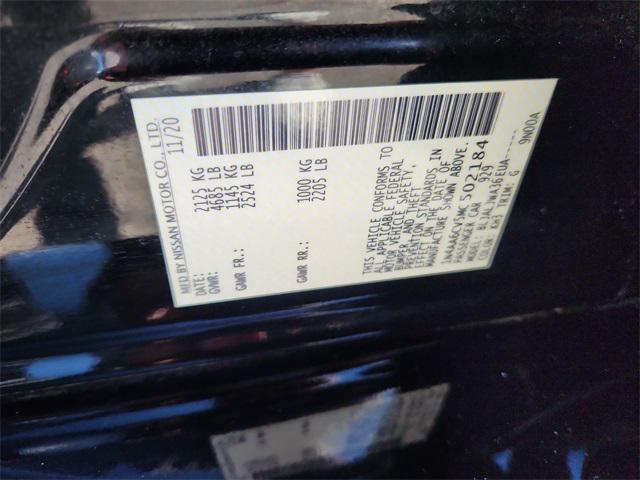 MFD BY NISSAN MOTOR CO., LTD.
DATE: 11/20
GVWR: 2125 KG
4685 LB
GAWR FR.: 1145 KG
2524 LB
GAWR RR.: 1000 KG
2205 LB
THIS VEHICLE CONFORMS TO
ALL APPLICABLE FEDERAL
MOTOR VEHICLE SAFETY,
BUMPER, AND THEFT
PREVENTION STANDARDS IN
EFFECT ON THE DATE OF
MANUFACTURE SHOWN ABOVE.
1N4AA6CV3MC 502184
PASSENGER CAR 929
MODEL
COLOR KH3 TRIM: G
9N00A